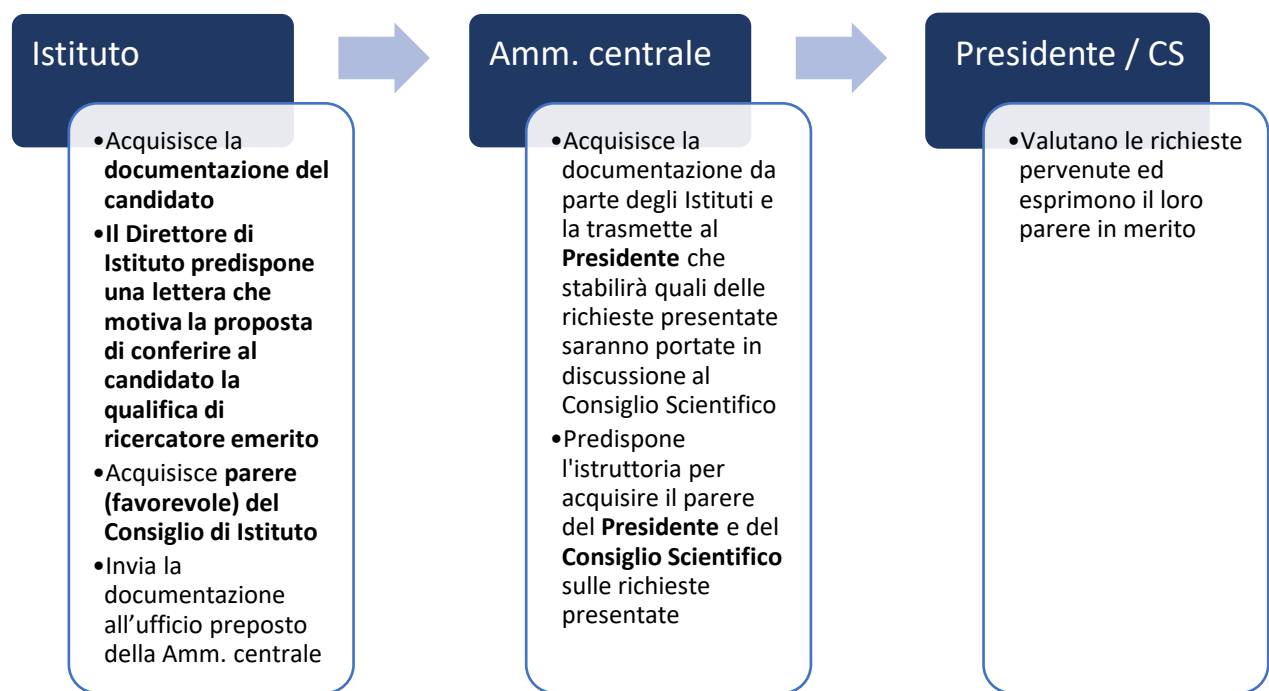 Istituto
•Acquisisce la
documentazione del
candidato
•Il Direttore di
Istituto predispone
una lettera che
motiva la proposta
di conferire al
candidato la
qualifica di
ricercatore emerito
•Acquisisce parere
(favorevole) del
Consiglio di Istituto
•Invia la
documentazione
all’ufficio preposto
della Amm. centrale
Amm. centrale
•Acquisisce la
documentazione da
parte degli Istituti e
la trasmette al
Presidente che
stabilirà quali delle
richieste presentate
saranno portate in
discussione al
Consiglio Scientifico
•Predispone
l'istruttoria per
acquisire il parere
del Presidente e del
Consiglio Scientifico
sulle richieste
presentate
Presidente / CS
•Valutano le richieste
pervenute ed
esprimono il loro
parere in merito